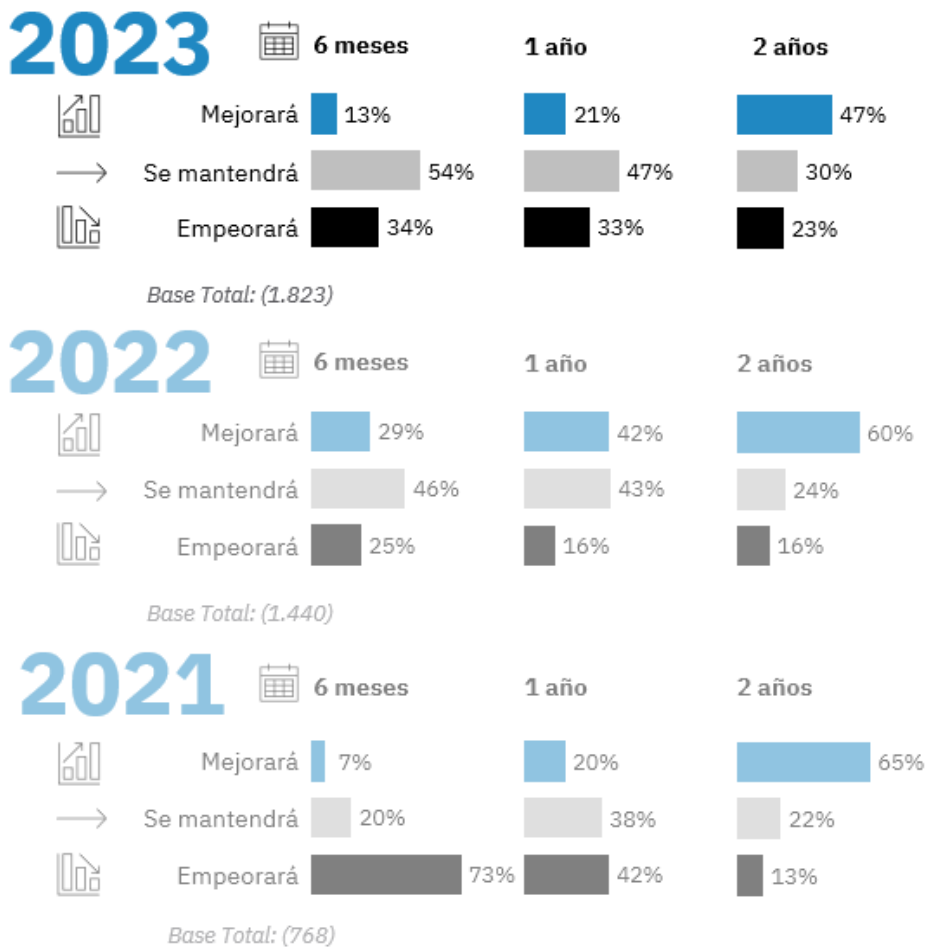 2023 6 meses 1 año 2 años
Mejorará 13% 21% 47%
Se mantendrá 54% 47% 30%
Empeorará 34% 33% 23%
Base Total: (1.823)
2022 6 meses 1 año 2 años
Mejorará 29% 42% 60%
Se mantendrá 46% 43% 24%
Empeorará 25% 16% 16%
Base Total: (1.440)
2021 6 meses 1 año 2 años
Mejorará 7% 20% 65%
Se mantendrá 20% 38% 22%
Empeorará 73% 42% 13%
Base Total: (768)